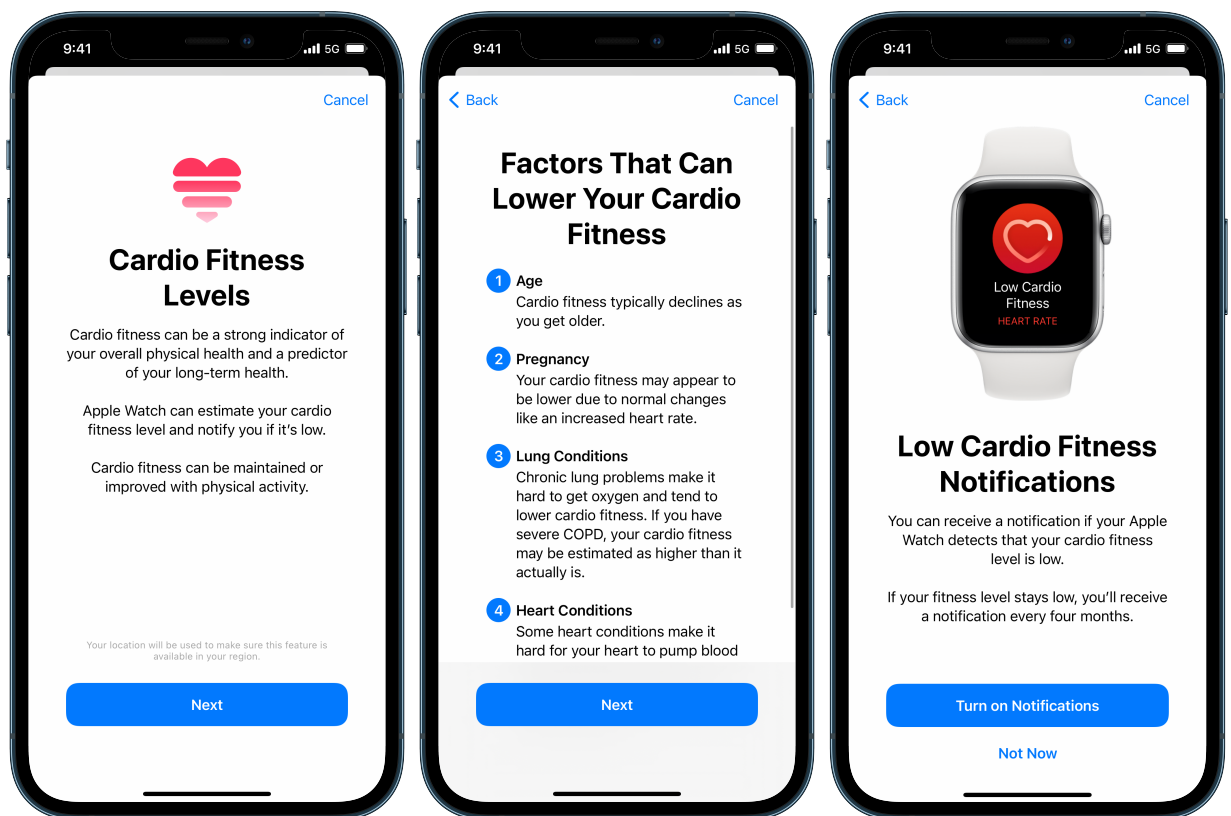 9:41
5G
Cancel
Cardio Fitness
Levels
Cardio fitness can be a strong indicator of
your overall physical health and a predictor
of your long-term health.
Apple Watch can estimate your cardio
fitness level and notify you if it's low.
Cardio fitness can be maintained or
improved with physical activity.
Your location will be used to make sure this feature is
available in your region.
Next
9:41
5G
Back
Cancel
Factors That Can
Lower Your Cardio
Fitness
1 Age
Cardio fitness typically declines as
you get older.
2 Pregnancy
Your cardio fitness may appear to
be lower due to normal changes
like an increased heart rate.
3 Lung Conditions
Chronic lung problems make it
hard to get oxygen and tend to
lower cardio fitness. If you have
severe COPD, your cardio fitness
may be estimated as higher than it
actually is.
4 Heart Conditions
Some heart conditions make it
hard for your heart to pump blood
Next
9:41
5G
Back
Cancel
Low Cardio
Fitness
HEART RATE
Low Cardio Fitness
Notifications
You can receive a notification if your Apple
Watch detects that your cardio fitness
level is low.
If your fitness level stays low, you'll receive
a notification every four months.
Turn on Notifications
Not Now